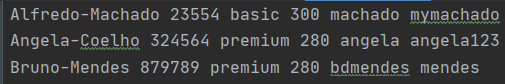 Alfredo-Machado 23554 basic 300 machado mymachado
Angela-Coelho 324564 premium 280 angela angela123
Bruno-Mendes 879789 premium 280 bdmendes mendes